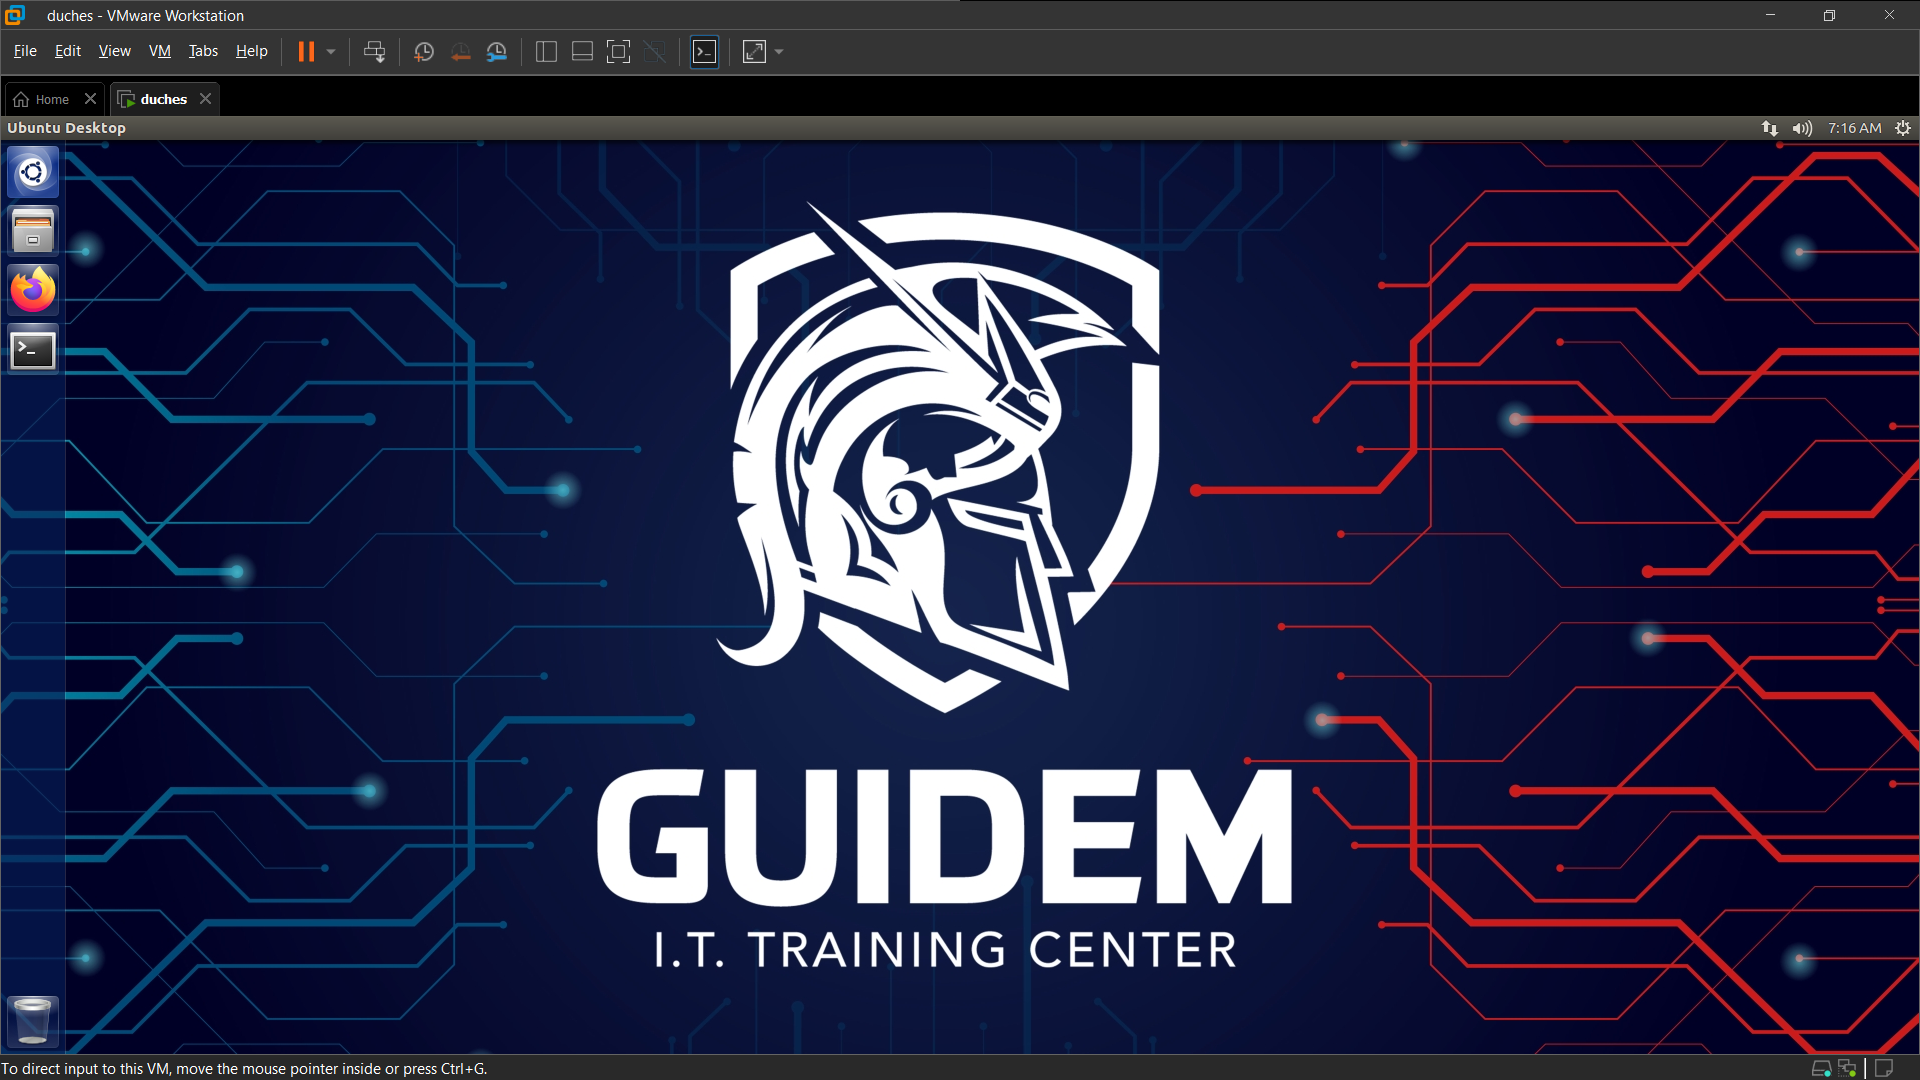 duches - VMware Workstation
File Edit View VM Tabs Help
Home duches
Ubuntu Desktop 7:16 AM
GUIDEM
I.T. TRAINING CENTER
To direct input to this VM, move the mouse pointer inside or press Ctrl+G.